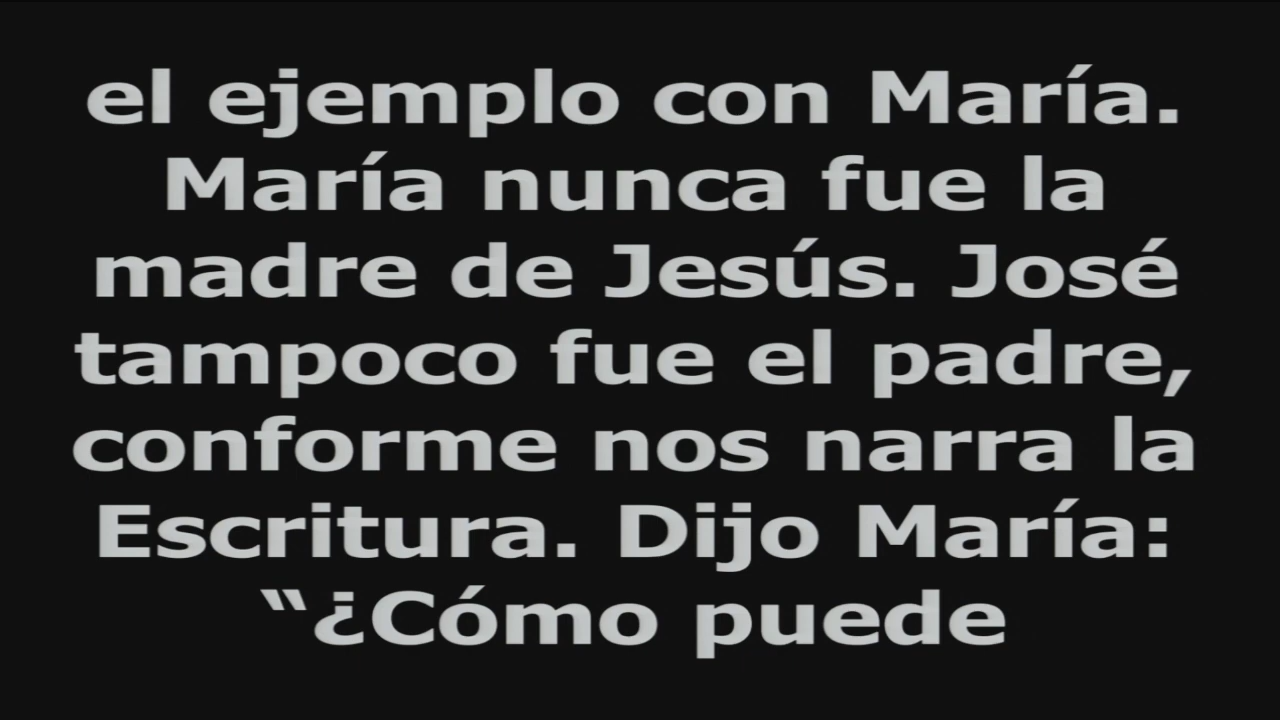 el ejemplo con María.
María nunca fue la
madre de Jesús. José
tampoco fue el padre,
conforme nos narra la
Escritura. Dijo María:
“¿Cómo puede